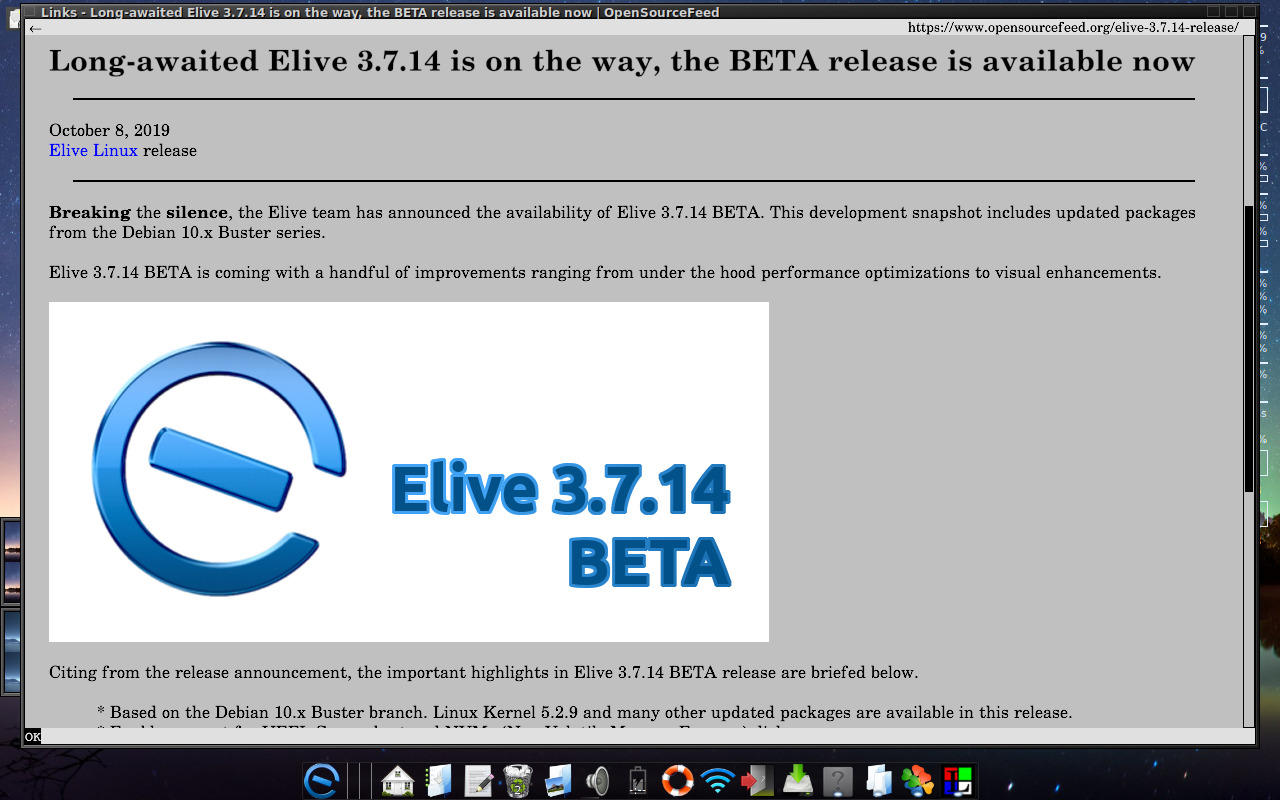 Links - Long-awaited Elive 3.7.14 is on the way, the BETA release is available now | OpenSourceFeed
← https://www.opensourcefeed.org/elive-3.7.14-release/
Long-awaited Elive 3.7.14 is on the way, the BETA release is available now
October 8, 2019
Elive Linux release
Breaking the silence, the Elive team has announced the availability of Elive 3.7.14 BETA. This development snapshot includes updated packages
from the Debian 10.x Buster series.
Elive 3.7.14 BETA is coming with a handful of improvements ranging from under the hood performance optimizations to visual enhancements.
Elive 3.7.14
BETA
Citing from the release announcement, the important highlights in Elive 3.7.14 BETA release are briefed below.
* Based on the Debian 10.x Buster branch. Linux Kernel 5.2.9 and many other updated packages are available in this release.
OK